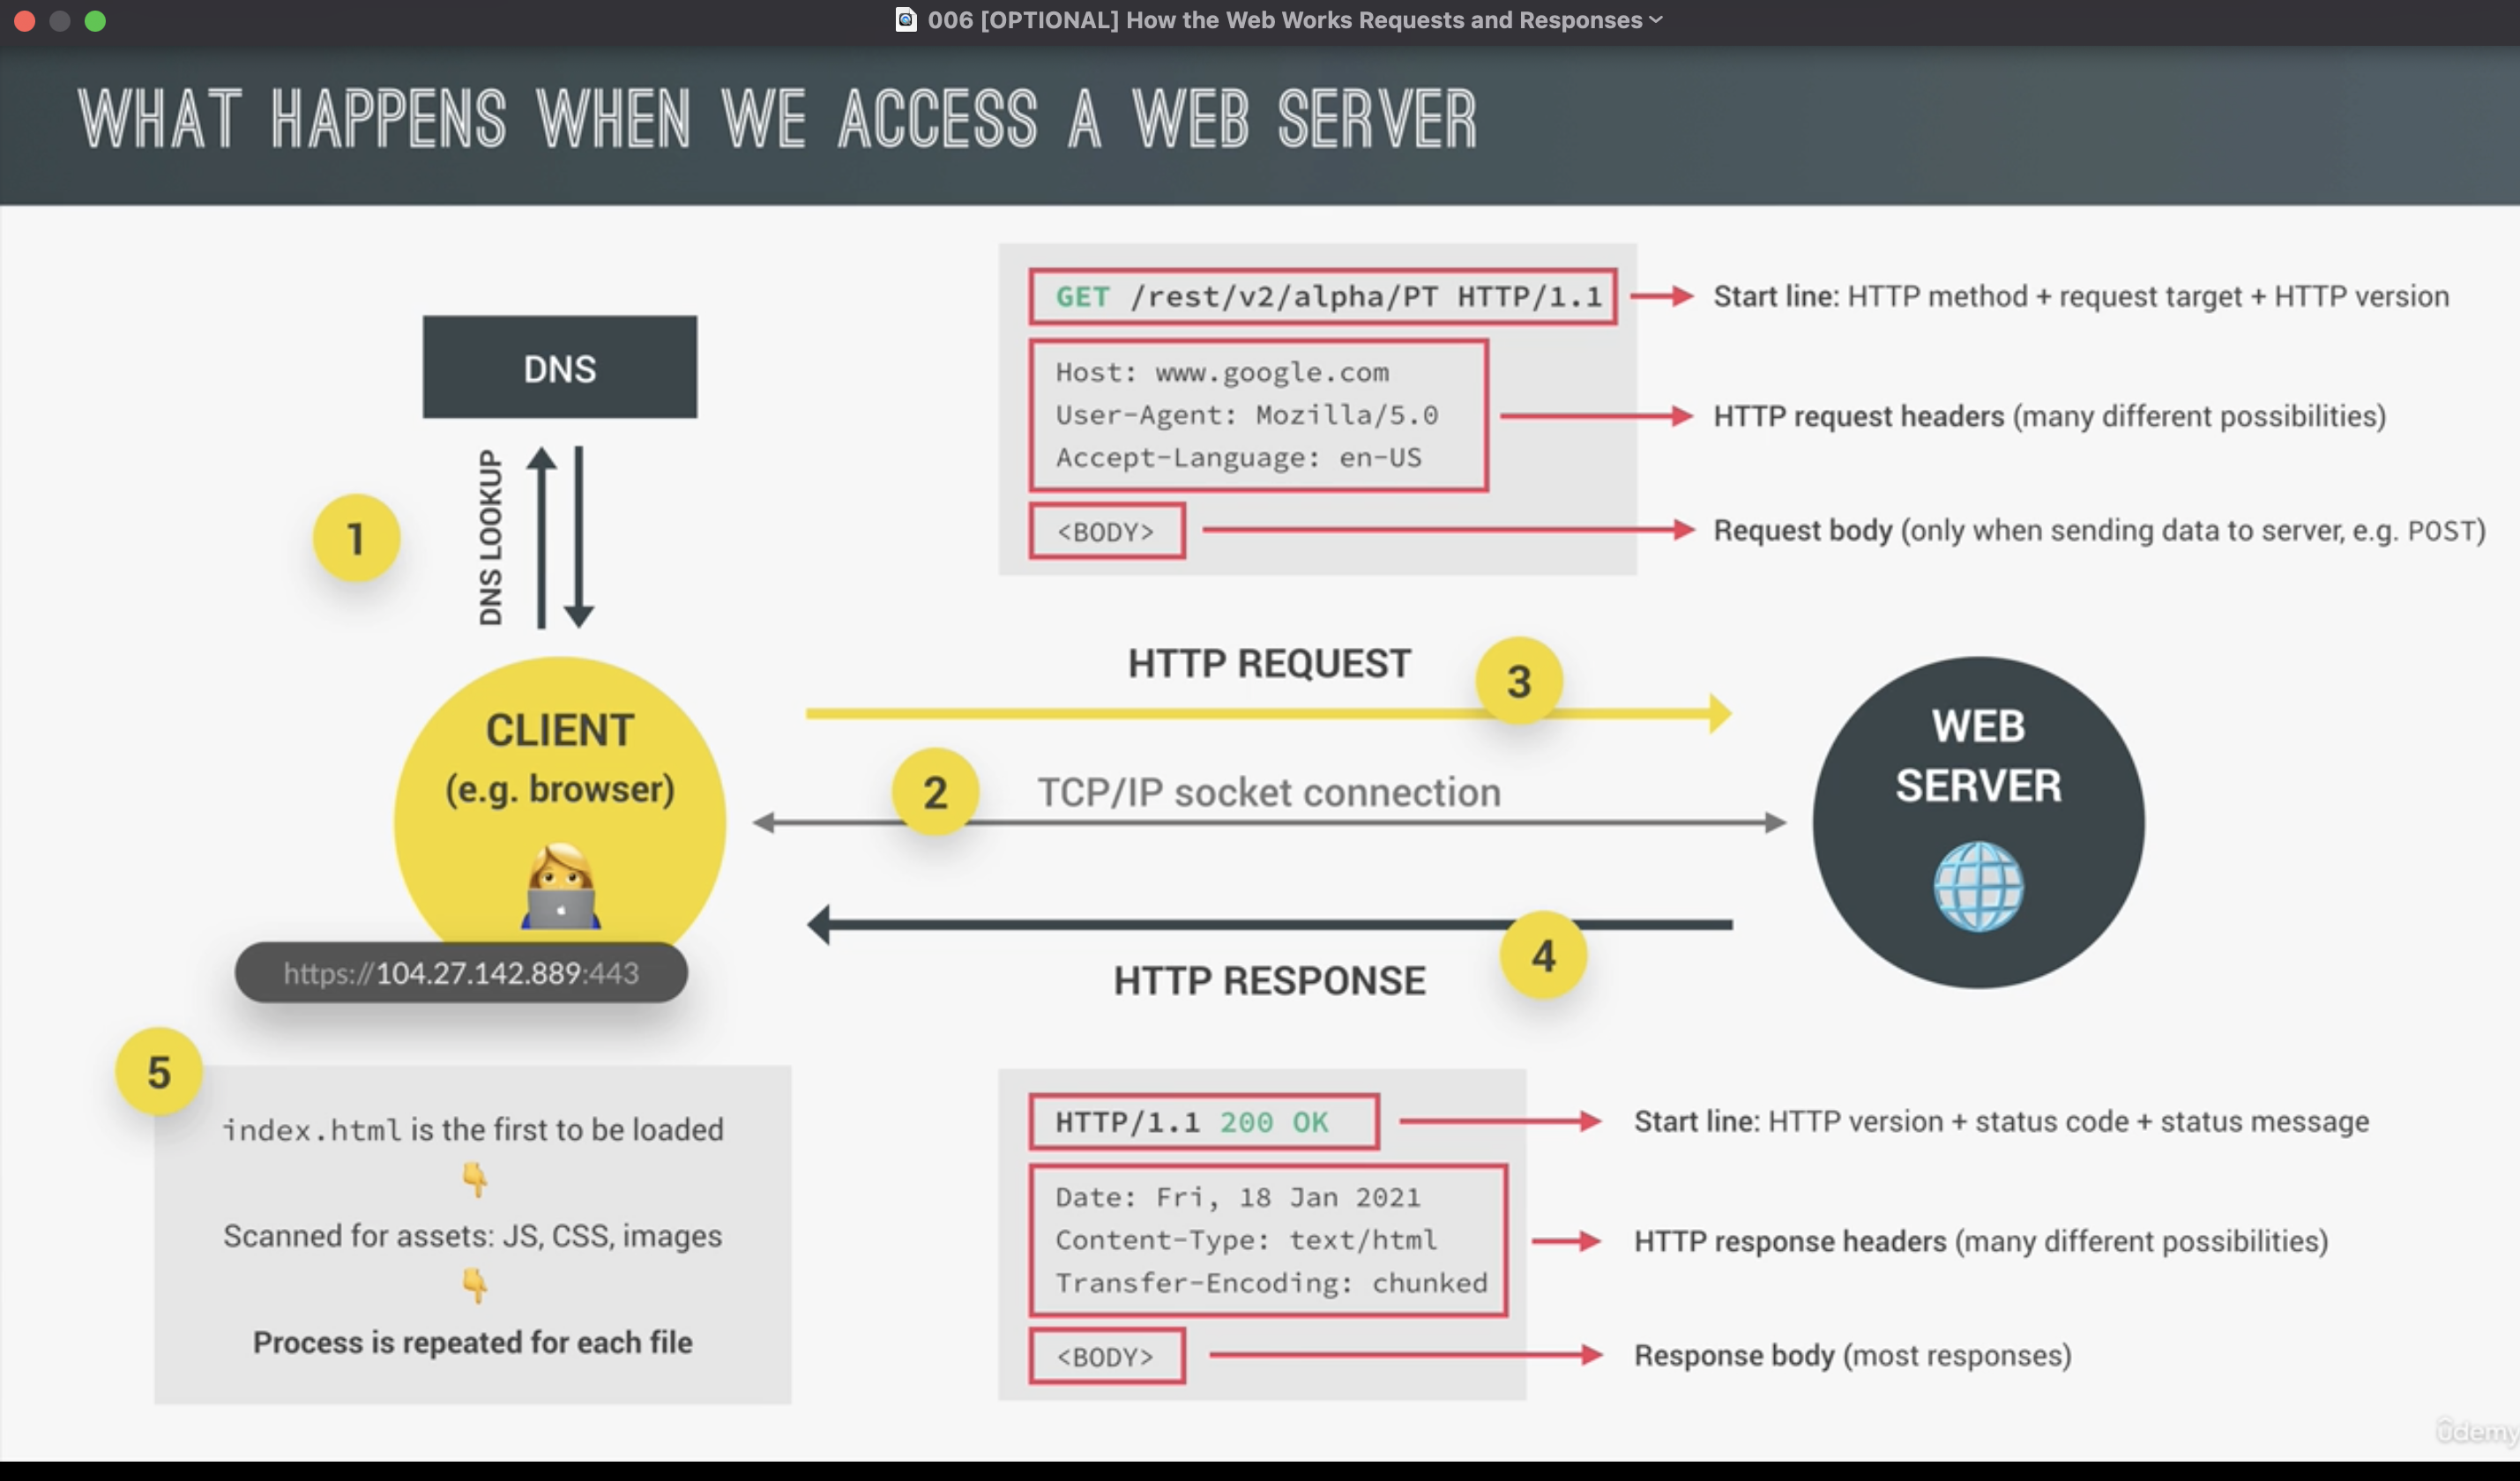 006 [OPTIONAL] How the Web Works Requests and Responses
WHAT HAPPENS WHEN WE ACCESS A WEB SERVER
DNS
DNS LOOKUP
1
GET /rest/v2/alpha/PT HTTP/1.1
Start line: HTTP method + request target + HTTP version
Host: www.google.com
User-Agent: Mozilla/5.0
Accept-Language: en-US
HTTP request headers (many different possibilities)
<BODY>
Request body (only when sending data to server, e.g. POST)
HTTP REQUEST
3
CLIENT
(e.g. browser)
2
TCP/IP socket connection
WEB
SERVER
4
HTTP RESPONSE
https://104.27.142.889:443
5
index.html is the first to be loaded
Scanned for assets: JS, CSS, images
Process is repeated for each file
HTTP/1.1 200 OK
Start line: HTTP version + status code + status message
Date: Fri, 18 Jan 2021
Content-Type: text/html
Transfer-Encoding: chunked
HTTP response headers (many different possibilities)
<BODY>
Response body (most responses)
udemy